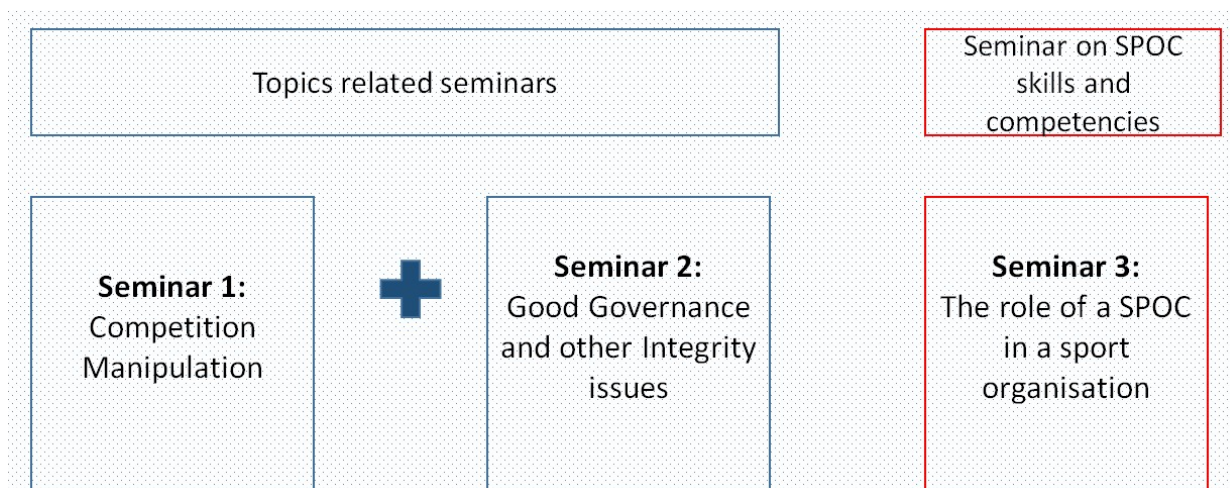 Topics related seminars
Seminar on SPOC
skills and
competencies
Seminar 1:
Competition
Manipulation
Seminar 2:
Good Governance
and other Integrity
issues
Seminar 3:
The role of a SPOC
in a sport
organisation